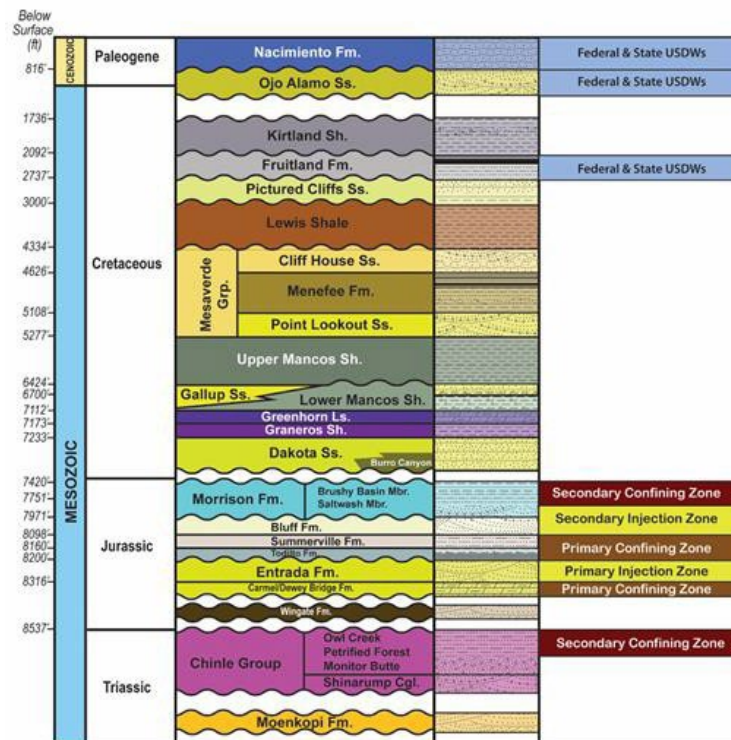 Below
Surface
(ft)
816'
1736'
2092'
2737'
3000'
4334'
4626'
5108'
5277'
6424'
6700'
7112'
7173'
7233'
7420'
7751'
7971'
8098'
8160'
8200'
8316'
8537'
CENOZOIC
MESOZOIC
Paleogene
Cretaceous
Jurassic
Triassic
Nacimiento Fm.
Ojo Alamo Ss.
Kirtland Sh.
Fruitland Fm.
Pictured Cliffs Ss.
Lewis Shale
Mesaverde
Grp.
Cliff House Ss.
Menefee Fm.
Point Lookout Ss.
Upper Mancos Sh.
Gallup Ss.
Lower Mancos Sh.
Greenhorn Ls.
Graneros Sh.
Dakota Ss.
Burro Canyon
Morrison Fm.
Brushy Basin Mbr.
Saltwash Mbr.
Bluff Fm.
Summerville Fm.
Todilto Fm
Entrada Fm.
Carmel/Dewey Bridge Fm.
Wingate Fm.
Chinle Group
Owl Creek
Petrified Forest
Monitor Butte
Shinarump Cgl.
Moenkopi Fm.
Federal & State USDWs
Federal & State USDWs
Federal & State USDWs
Secondary Confining Zone
Secondary Injection Zone
Primary Confining Zone
Primary Injection Zone
Primary Confining Zone
Secondary Confining Zone